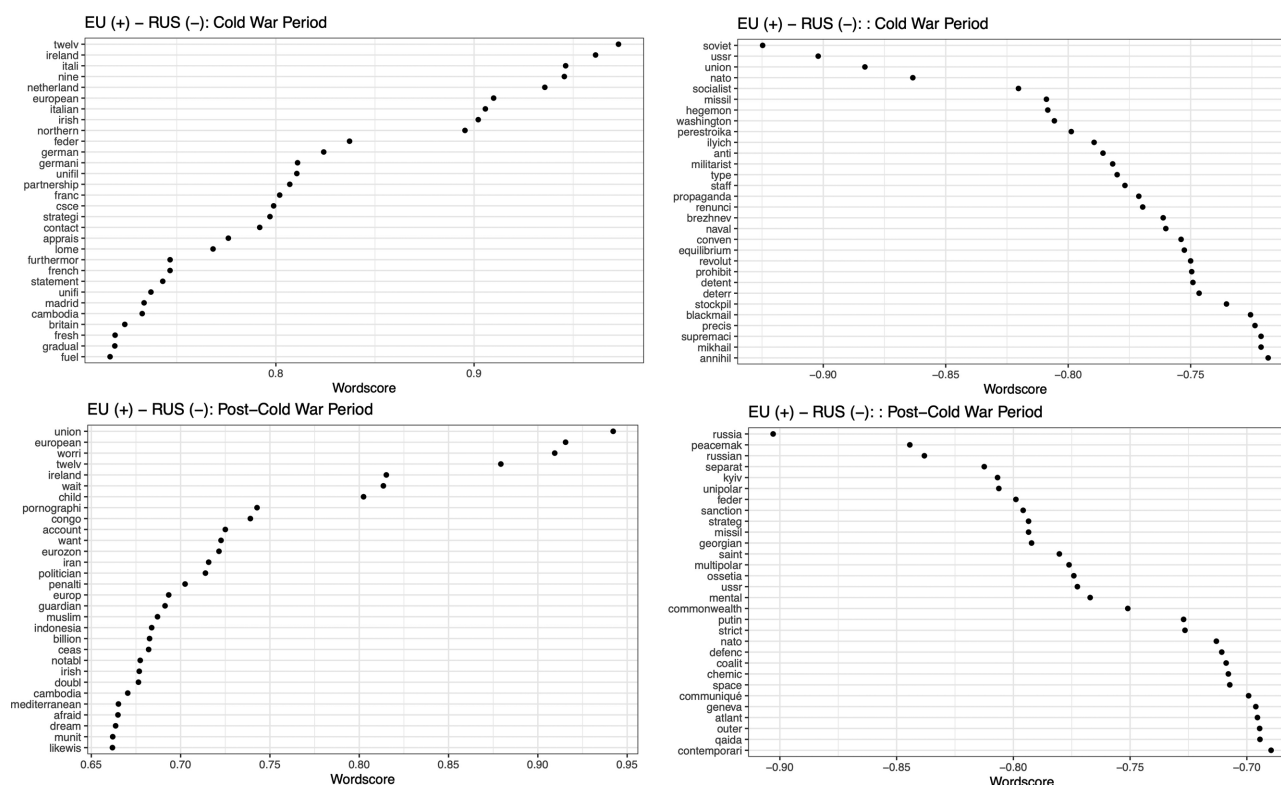 EU (+) – RUS (–): Cold War Period
twelv
ireland
itali
nine
netherland
european
italian
irish
northern
feder
german
germani
unifil
partnership
franc
csce
strategi
contact
apprais
lome
furthermor
french
statement
unifi
madrid
cambodia
britain
fresh
gradual
fuel
0.8 0.9
Wordscore
EU (+) – RUS (–): : Cold War Period
soviet
ussr
union
nato
socialist
missil
hegemon
washington
perestroika
ilyich
anti
militarist
type
staff
propaganda
renunci
brezhnev
naval
conven
equilibrium
revolut
prohibit
detent
deterr
stockpil
blackmail
precis
supremaci
mikhail
annihil
−0.90 −0.85 −0.80 −0.75
Wordscore
EU (+) – RUS (–): Post–Cold War Period
union
european
worri
twelv
ireland
wait
child
pornographi
congo
account
want
eurozon
iran
politician
penalti
europ
guardian
muslim
indonesia
billion
ceas
notabl
irish
doubl
cambodia
mediterranean
afraid
dream
munit
likewis
0.65 0.70 0.75 0.80 0.85 0.90 0.95
Wordscore
EU (+) – RUS (–): : Post–Cold War Period
russia
peacemak
russian
separat
kyiv
unipolar
feder
sanction
strateg
missil
georgian
saint
multipolar
ossetia
ussr
mental
commonwealth
putin
strict
nato
defenc
coalit
chemic
space
communiqué
geneva
atlant
outer
qaida
contemporari
−0.90 −0.85 −0.80 −0.75 −0.70
Wordscore